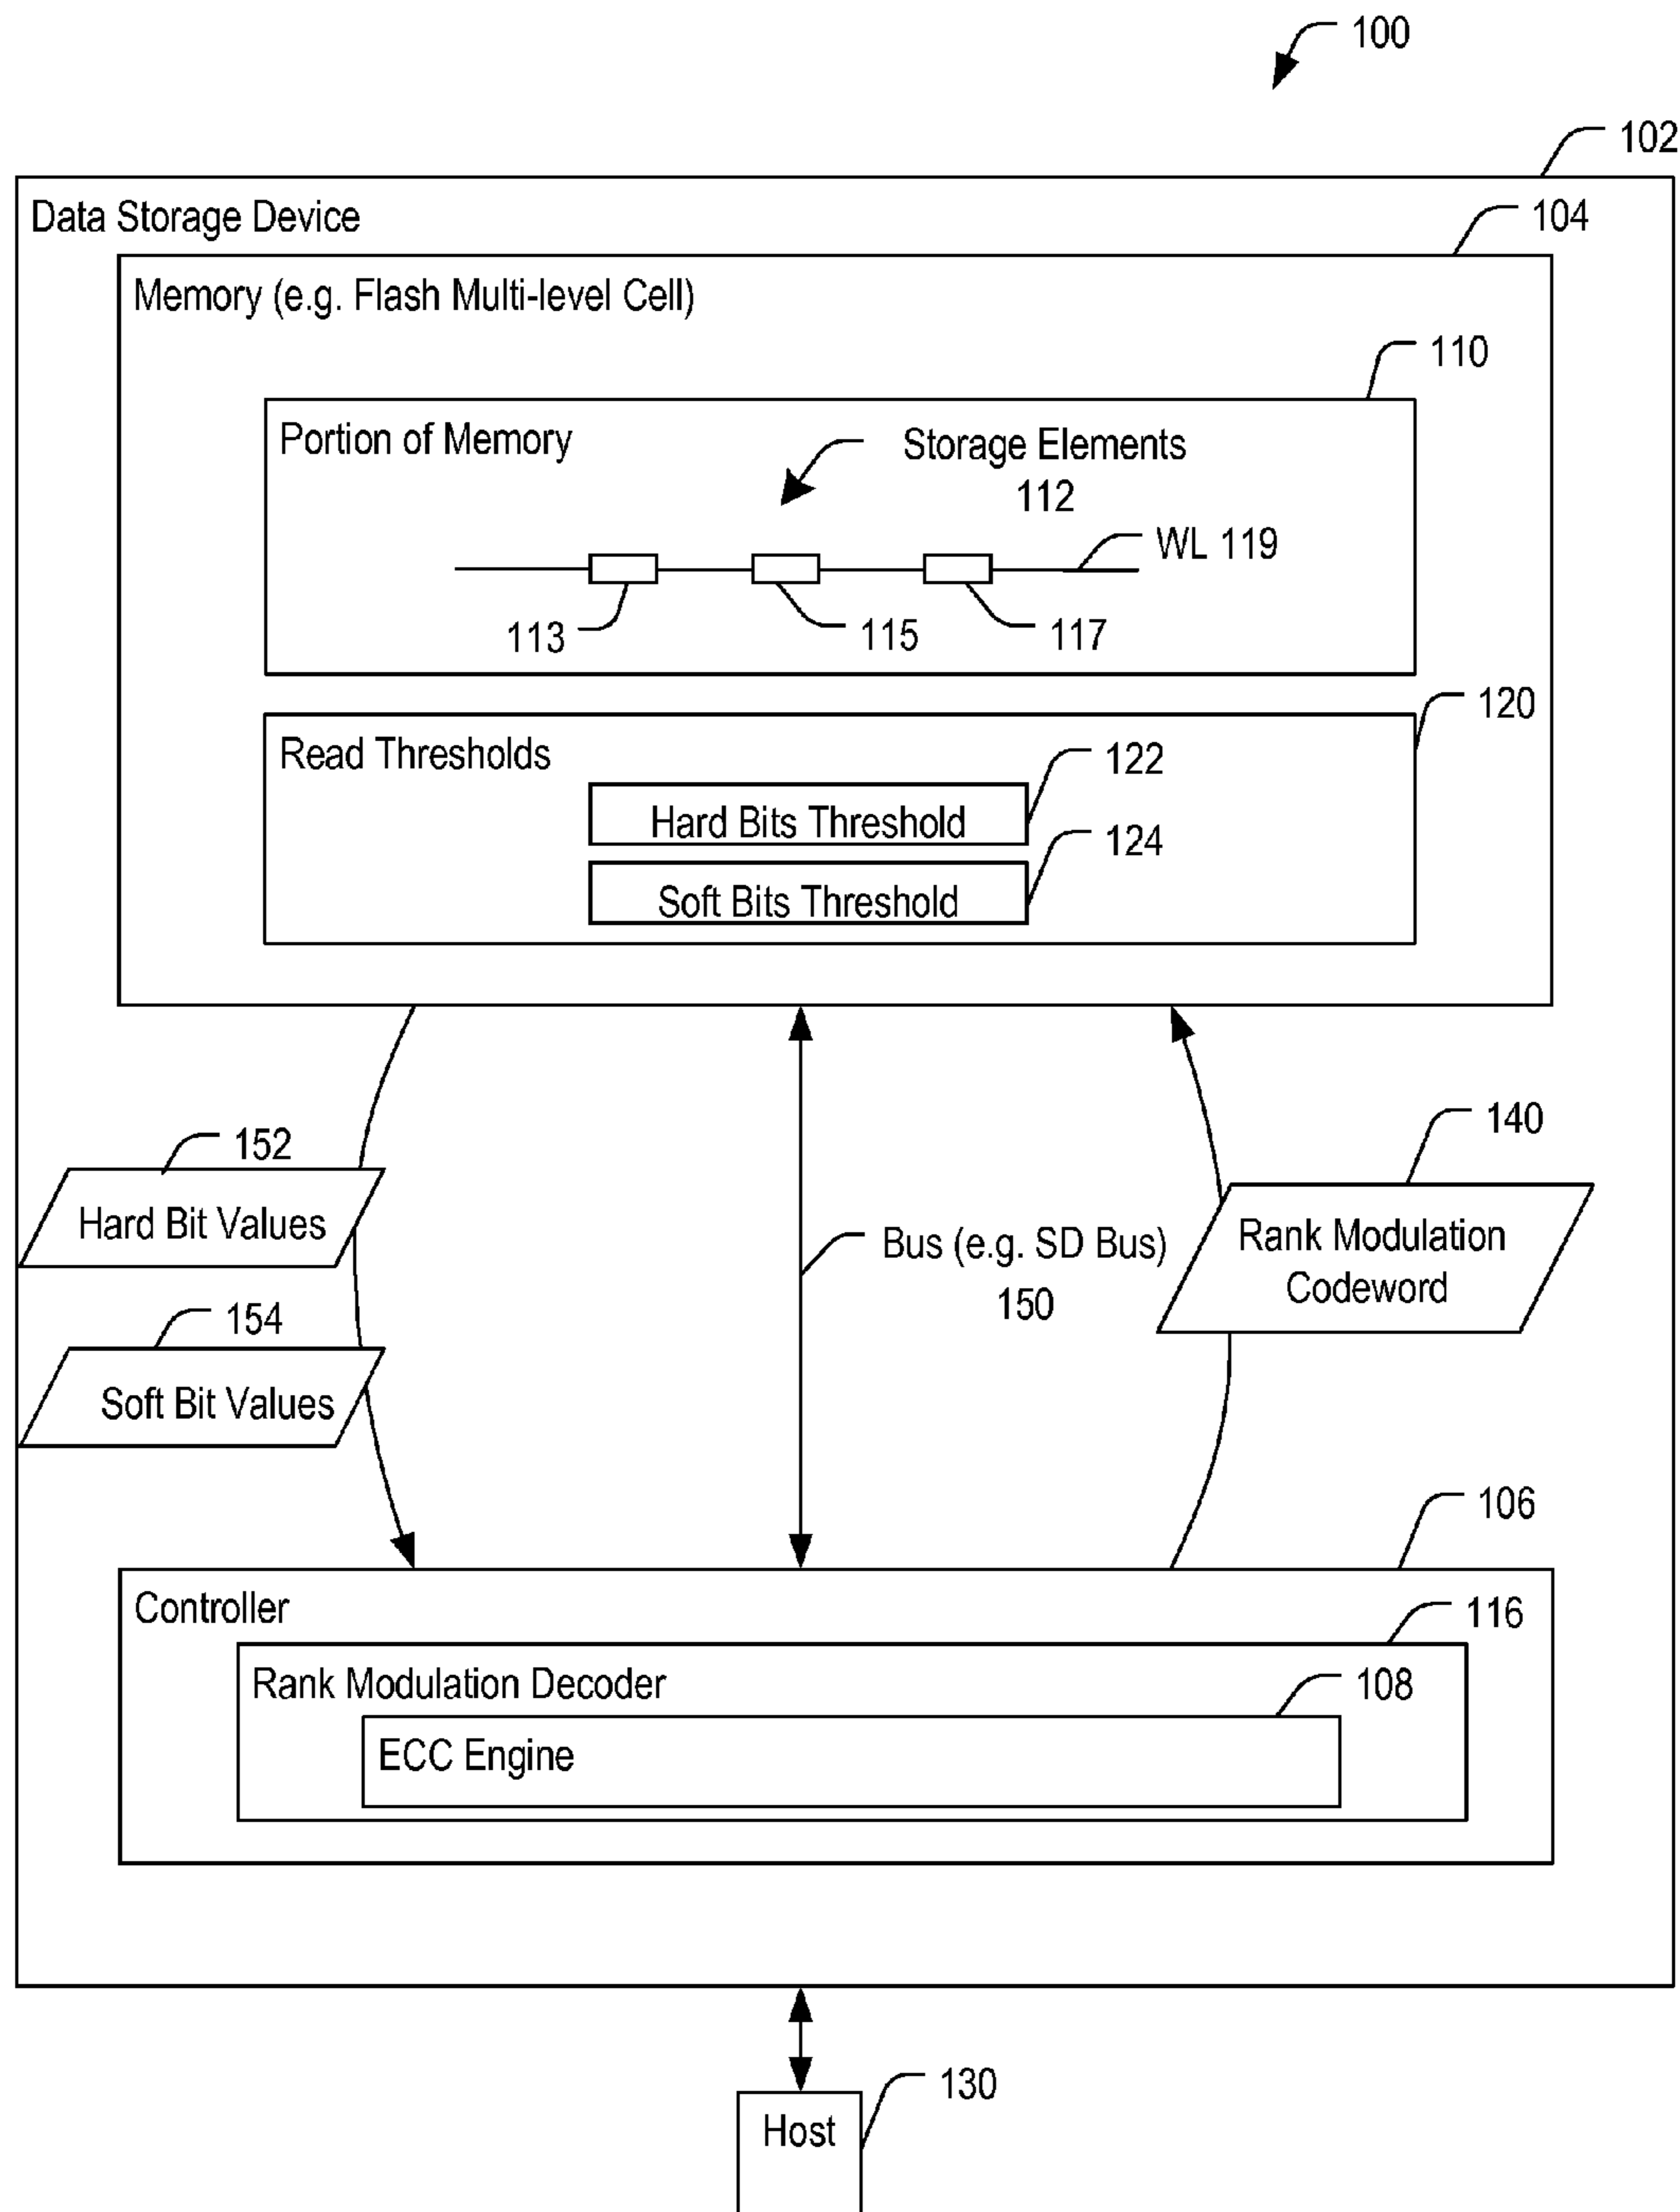 100
102
Data Storage Device
104
Memory (e.g. Flash Multi-level Cell)
110
Portion of Memory
Storage Elements
112
WL 119
113
115
117
120
Read Thresholds
122
Hard Bits Threshold
124
Soft Bits Threshold
152
Hard Bit Values
154
Soft Bit Values
Bus (e.g. SD Bus)
150
140
Rank Modulation
Codeword
106
Controller
116
Rank Modulation Decoder
108
ECC Engine
130
Host